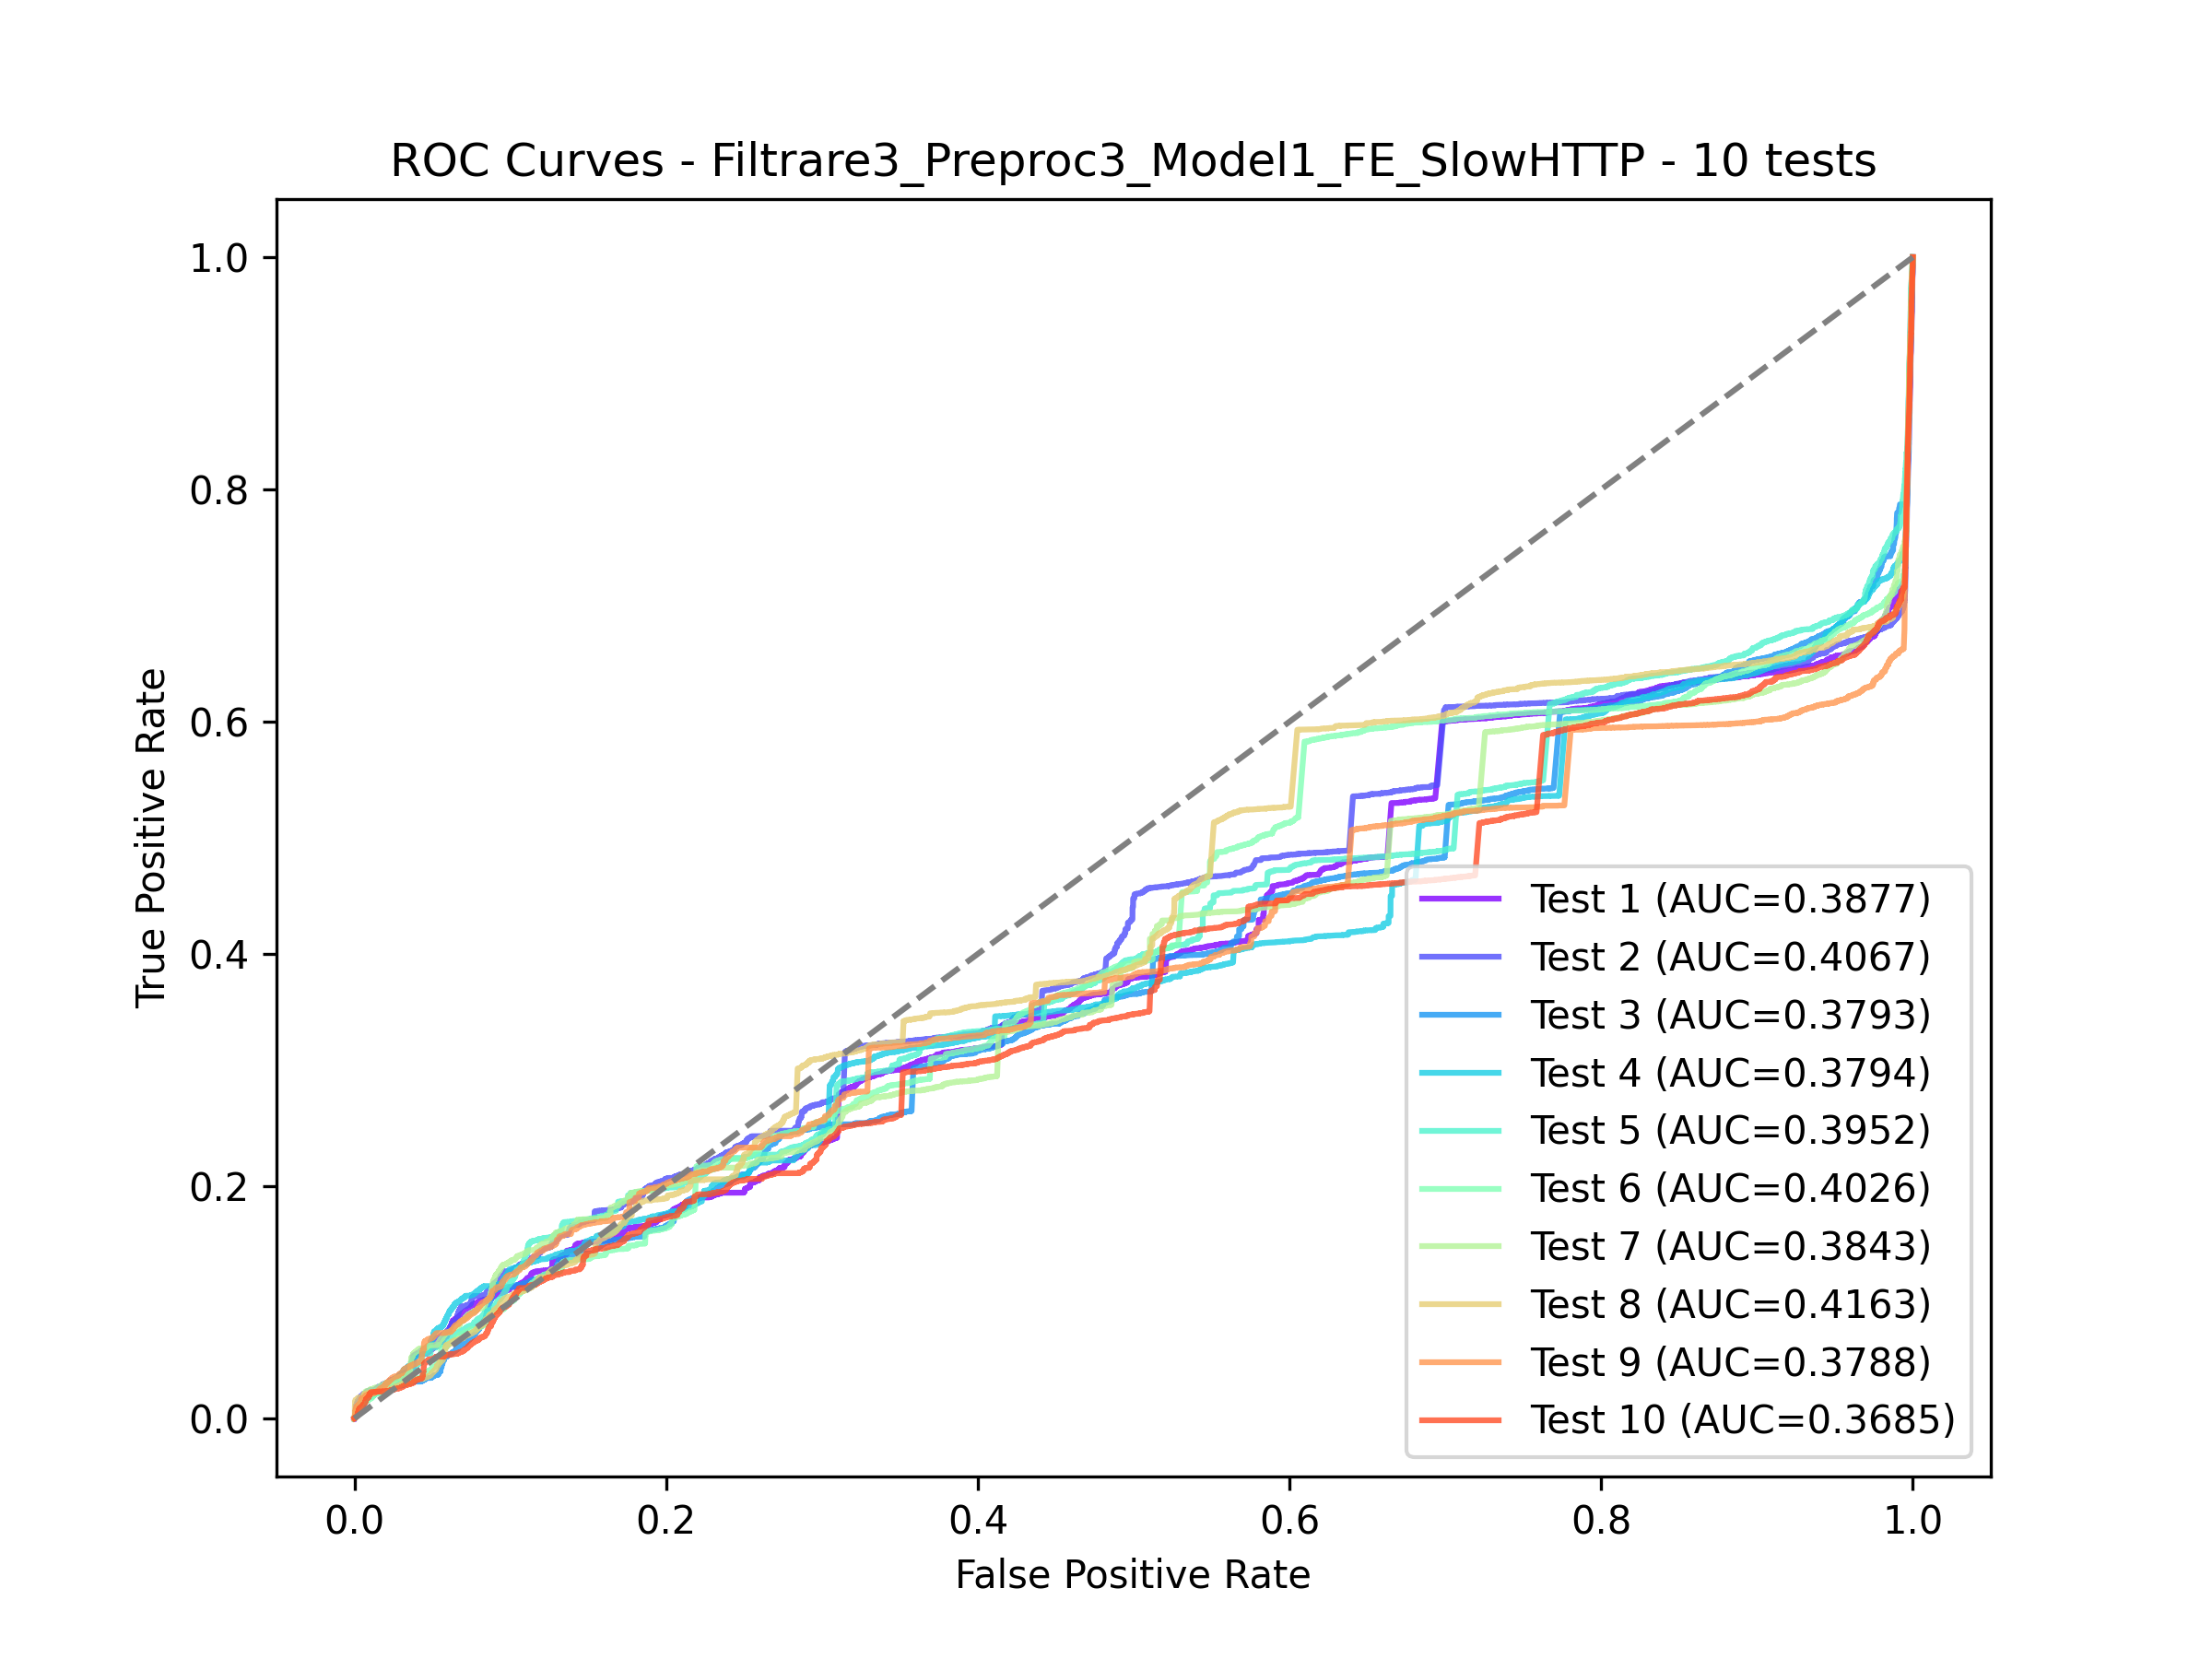 ROC Curves - Filtrare3_Preproc3_Model1_FE_SlowHTTP - 10 tests
True Positive Rate
1.0
0.8
0.6
0.4
0.2
0.0
Test 1 (AUC=0.3877)
Test 2 (AUC=0.4067)
Test 3 (AUC=0.3793)
Test 4 (AUC=0.3794)
Test 5 (AUC=0.3952)
Test 6 (AUC=0.4026)
Test 7 (AUC=0.3843)
Test 8 (AUC=0.4163)
Test 9 (AUC=0.3788)
Test 10 (AUC=0.3685)
0.0 0.2 0.4 0.6 0.8 1.0
False Positive Rate